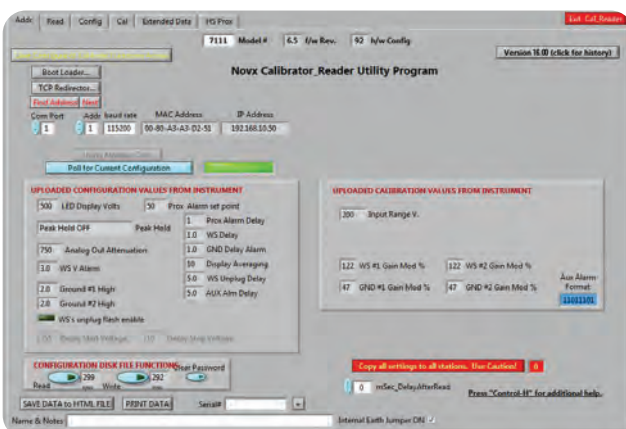 Addr Read Config Cal Extended Data HS Prox Exit Cal_Reader
7111 Model # 6.5 f/w Rev. 92 h/w Config
Version 16.00 (click for history)
Boot Loader...
Novx Calibrator_Reader Utility Program
TCP Redirector...
Find Address Next
Com Port Addr baud rate MAC Address IP Address
1 1 115200 00-80-A3-A3-D2-51 192.168.10.50
Poll for Current Configuration
UPLOADED CONFIGURATION VALUES FROM INSTRUMENT
500 LED Display Volts 50 Prox Alarm set point
Peak Hold OFF Peak Hold
1 Prox Alarm Delay
1.0 WS Delay
750 Analog Out Attenuation
1.0 GND Delay Alarm
3.0 WS V Alarm
10 Display Averaging
5.0 WS Unplug Delay
2.0 Ground #1 High
5.0 AUX Alm Delay
2.0 Ground #2 High
WS's unplug flash enable
UPLOADED CALIBRATION VALUES FROM INSTRUMENT
200 Input Range V.
122 WS #1 Gain Mod % 122 WS #2 Gain Mod %
47 GND #1 Gain Mod % 47 GND #2 Gain Mod %
Aux Alarm
Format
11011101
CONFIGURATION DISK FILE FUNCTIONS User Password
Read 299 Write 292
Copy all settings to all stations. Use Caution! 0
0 mSec_DelayAfterRead
Press "Control-H" for additional help.
SAVE DATA to HTML FILE PRINT DATA Serial#
Name & Notes
Internal Earth Jumper ON